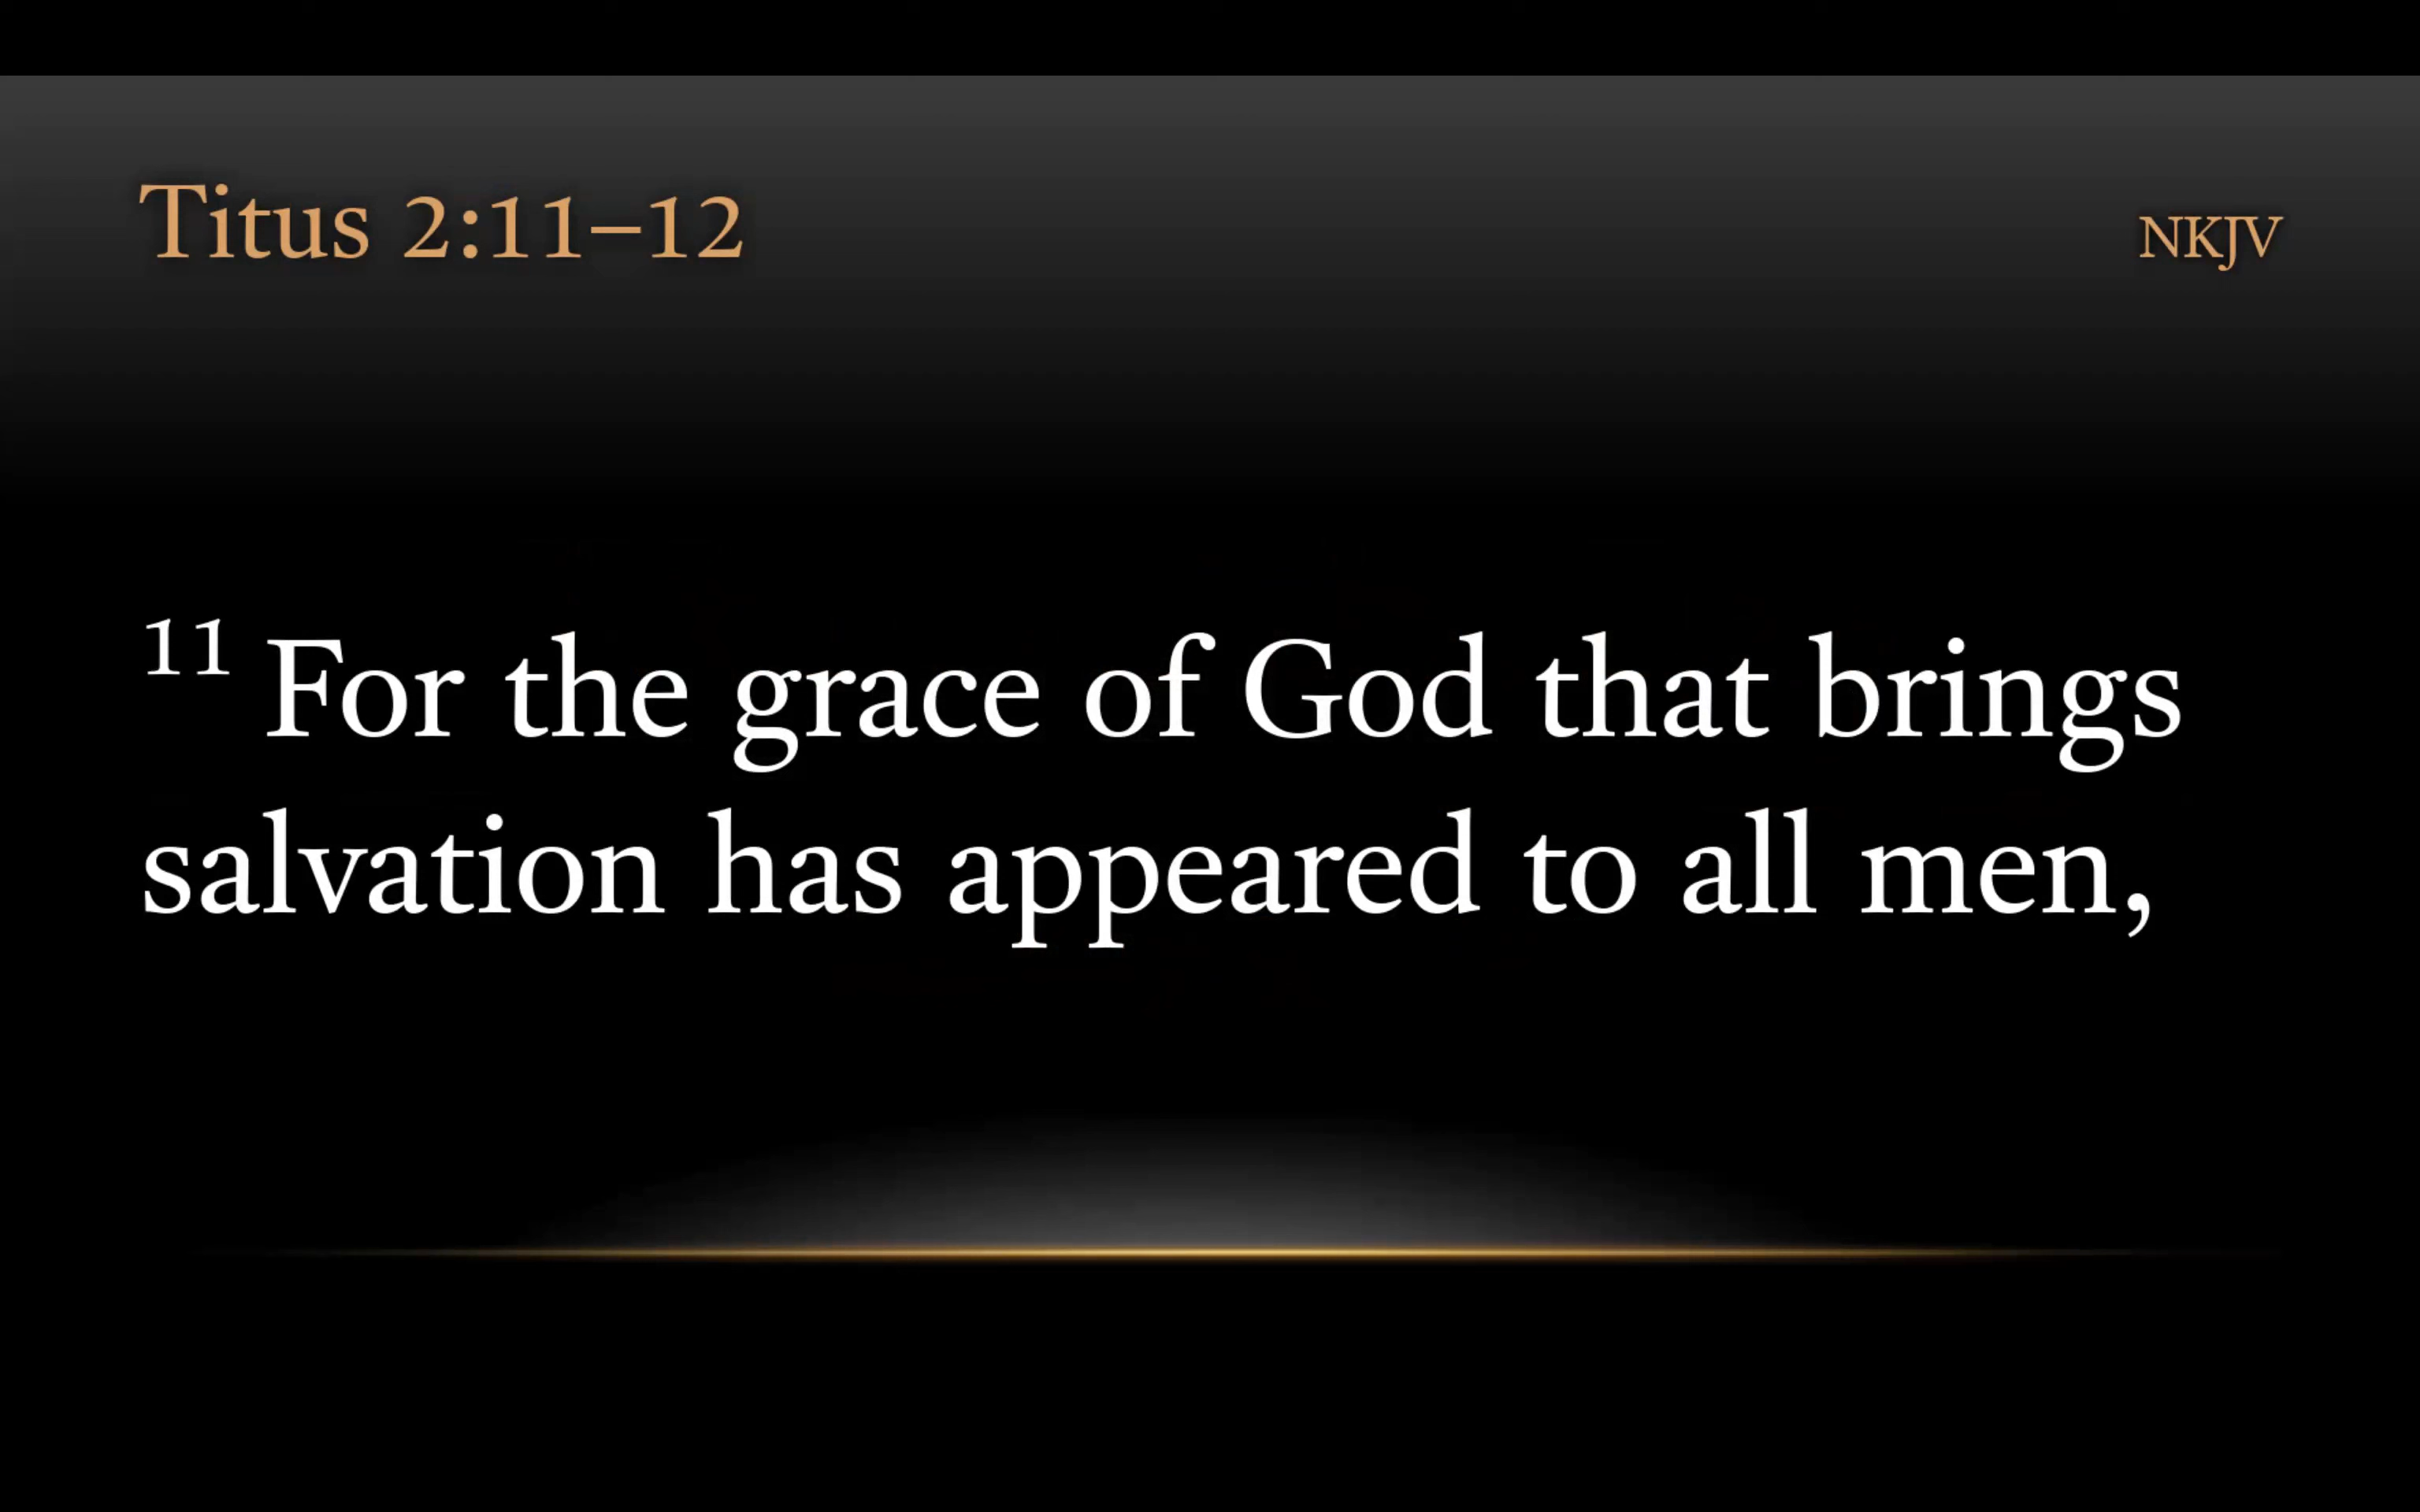 Titus 2:11–12
NKJV
11 For the grace of God that brings
salvation has appeared to all men,